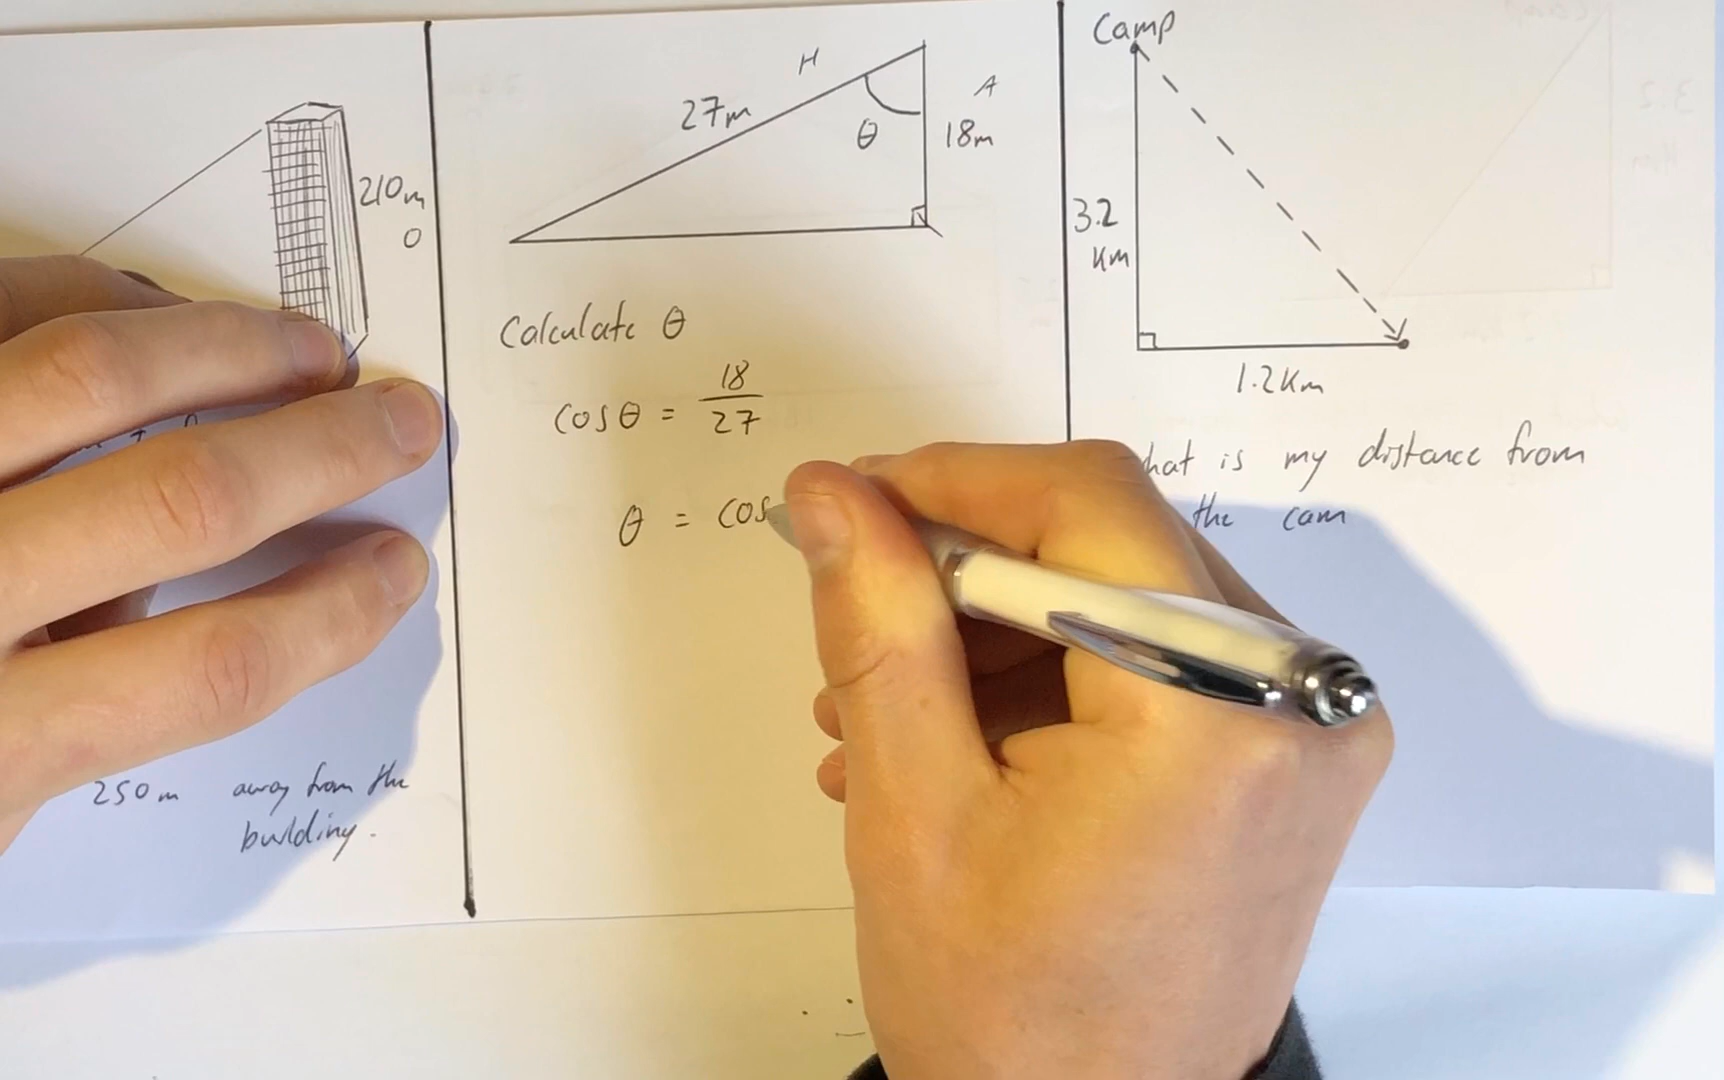 210m
O
250m away from the
building.
H
27m
A
θ
18m
Calculate θ
cosθ = 18/27
θ = cos
Camp
3.2
Km
1.2Km
hat is my distance from
the cam